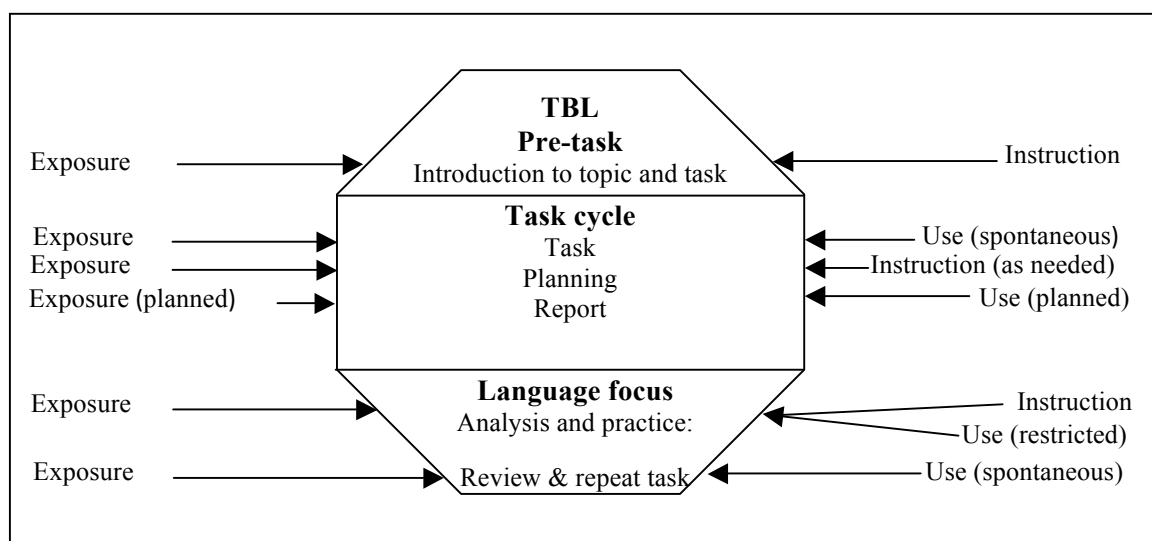 TBL
Pre-task
Exposure
Introduction to topic and task
Instruction
Task cycle
Exposure
Task
Use (spontaneous)
Exposure
Planning
Instruction (as needed)
Exposure (planned)
Report
Use (planned)
Language focus
Exposure
Analysis and practice:
Instruction
Use (restricted)
Exposure
Review & repeat task
Use (spontaneous)